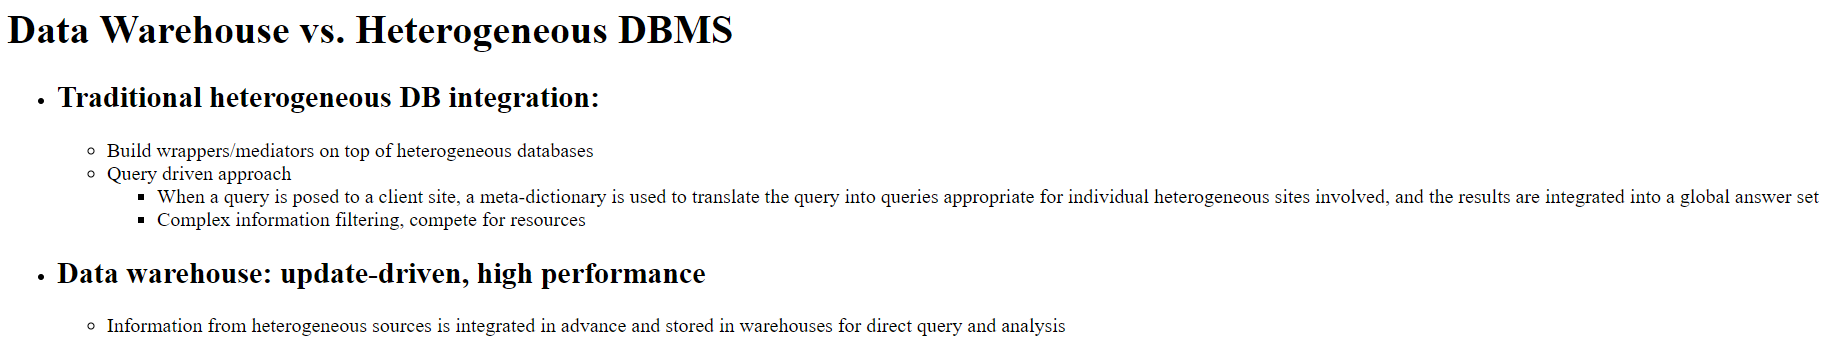 Data Warehouse vs. Heterogeneous DBMS
Traditional heterogeneous DB integration:
Build wrappers/mediators on top of heterogeneous databases
Query driven approach
When a query is posed to a client site, a meta-dictionary is used to translate the query into queries appropriate for individual heterogeneous sites involved, and the results are integrated into a global answer set
Complex information filtering, compete for resources
Data warehouse: update-driven, high performance
Information from heterogeneous sources is integrated in advance and stored in warehouses for direct query and analysis